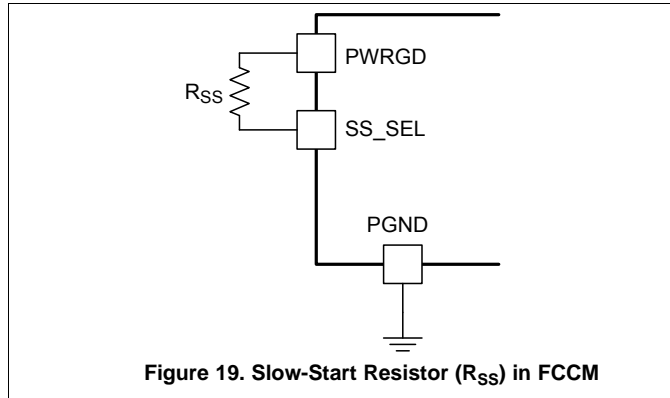 PWRGD
RSS
SS_SEL
PGND
Figure 19. Slow-Start Resistor (RSS) in FCCM